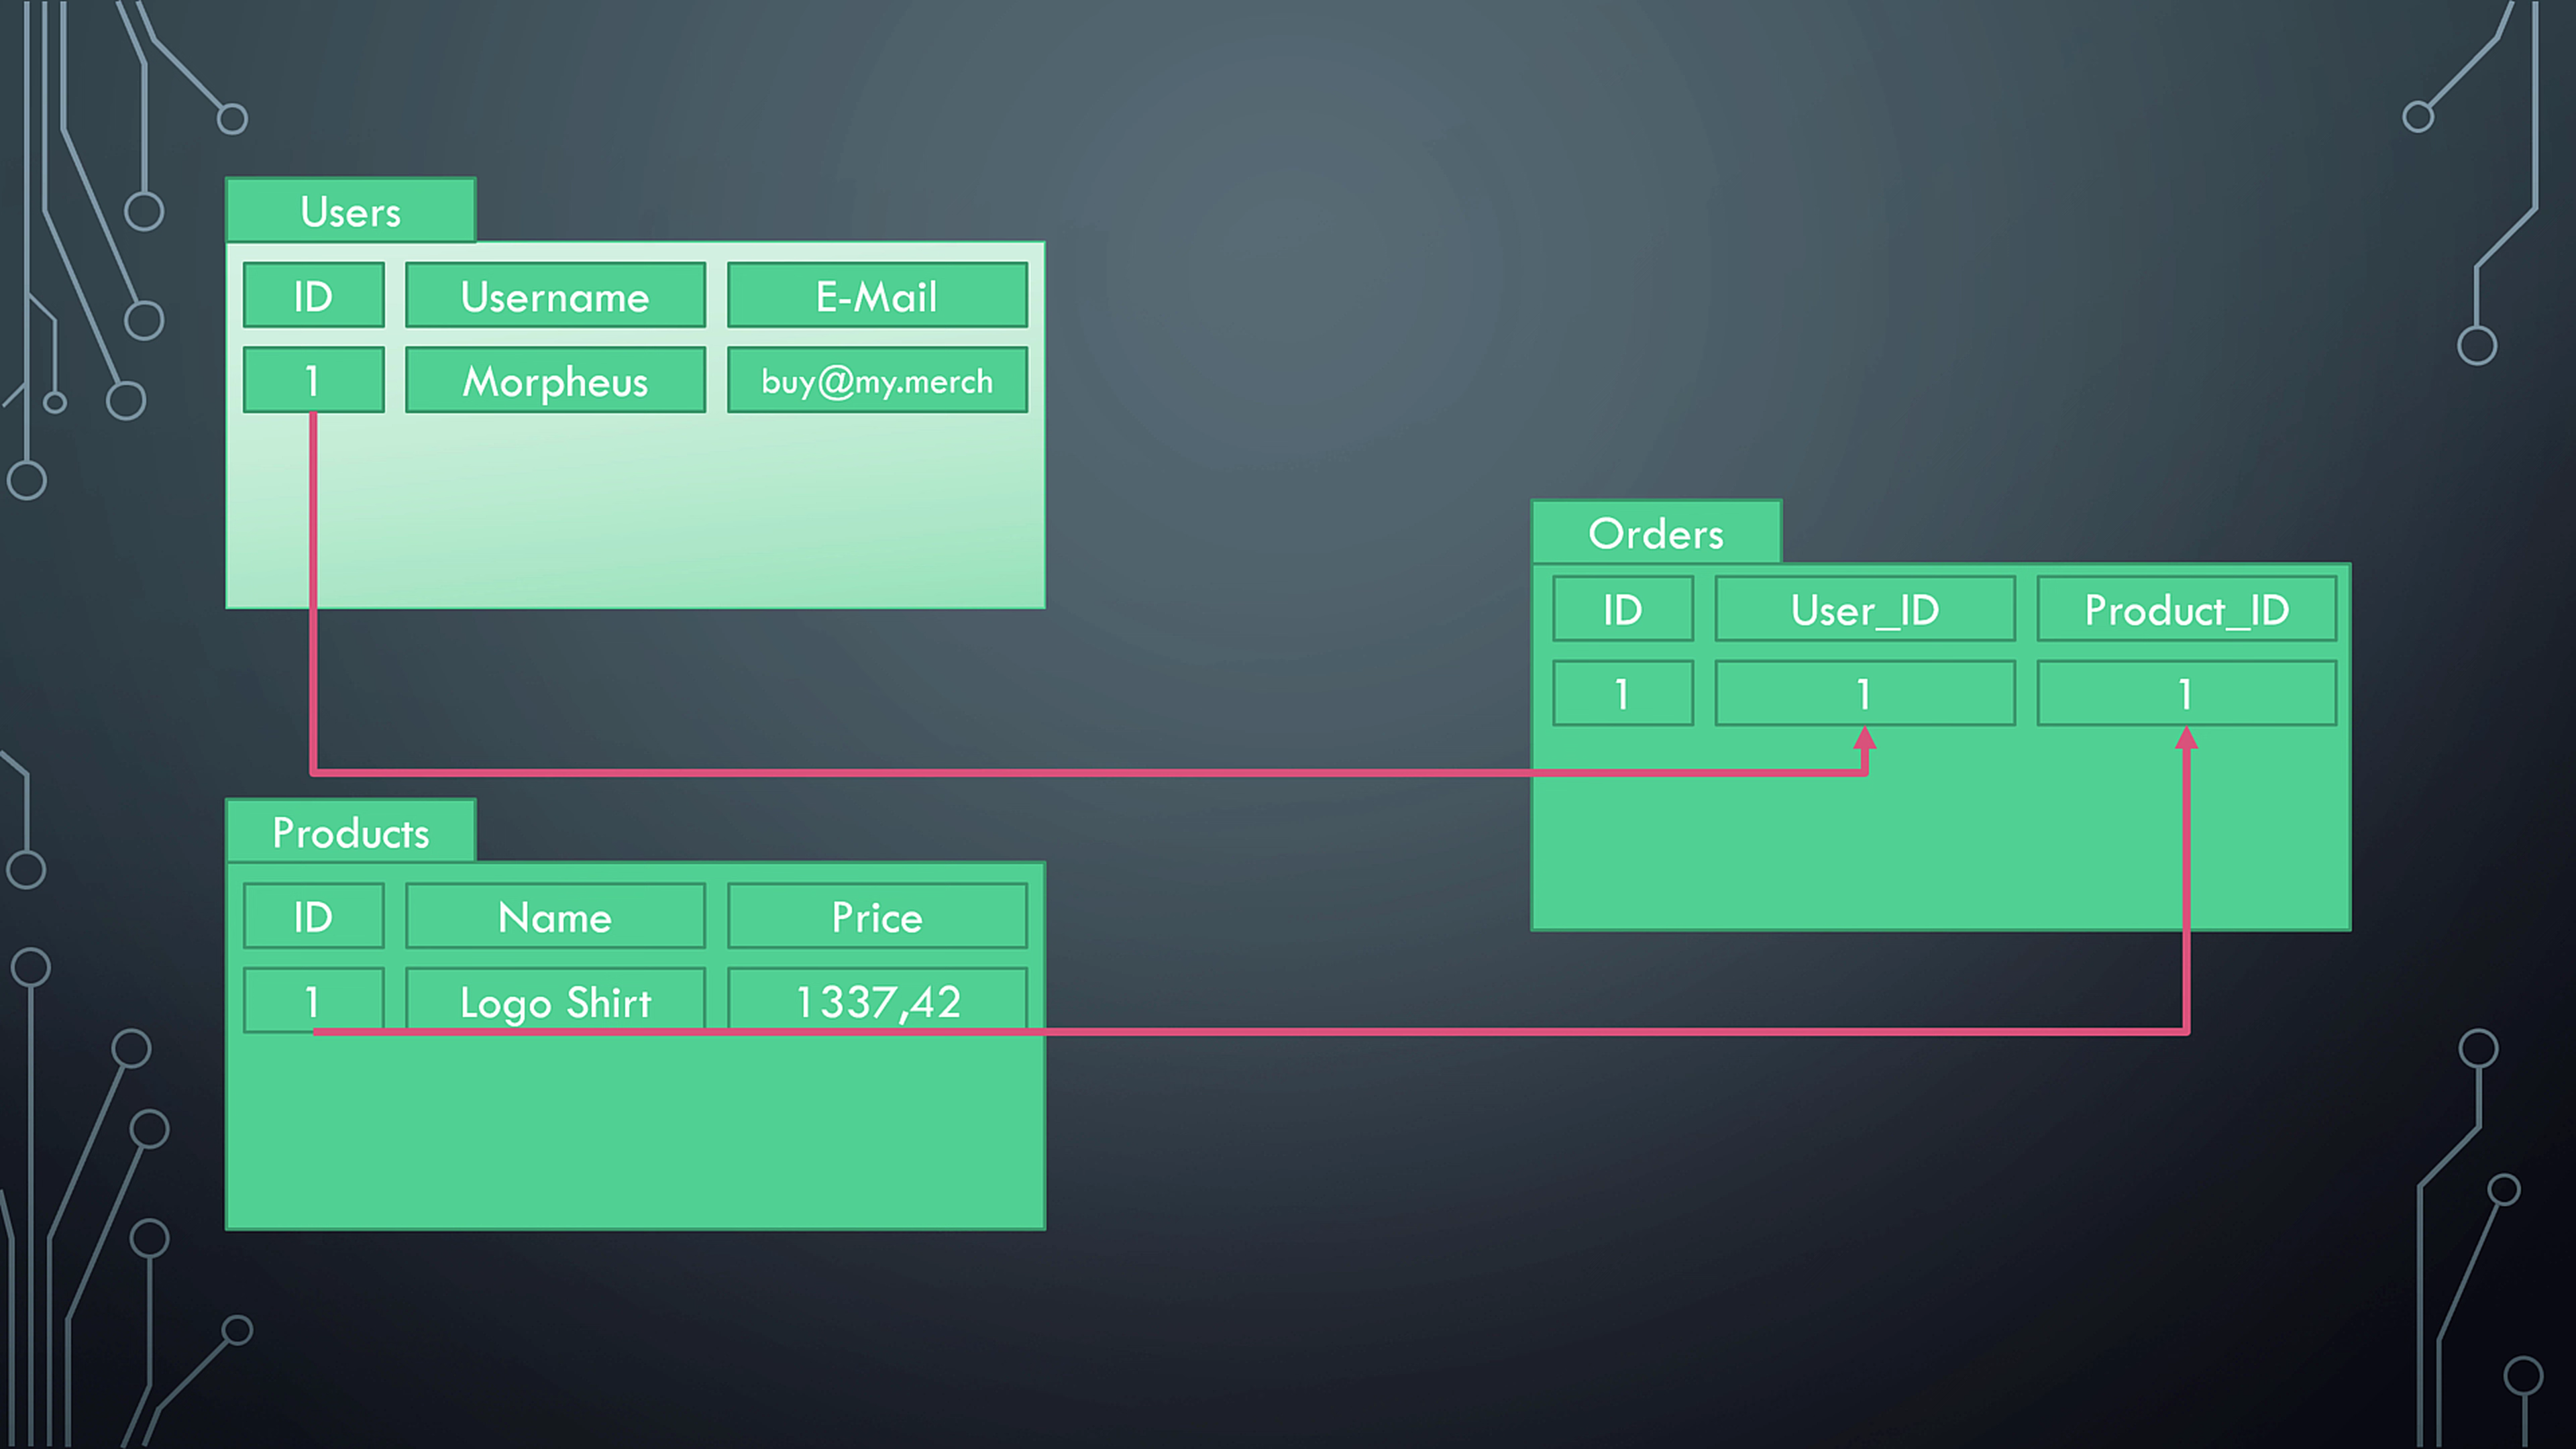 Users
ID Username E-Mail
1 Morpheus buy@my.merch
Orders
ID User_ID Product_ID
1 1 1
Products
ID Name Price
1 Logo Shirt 1337,42